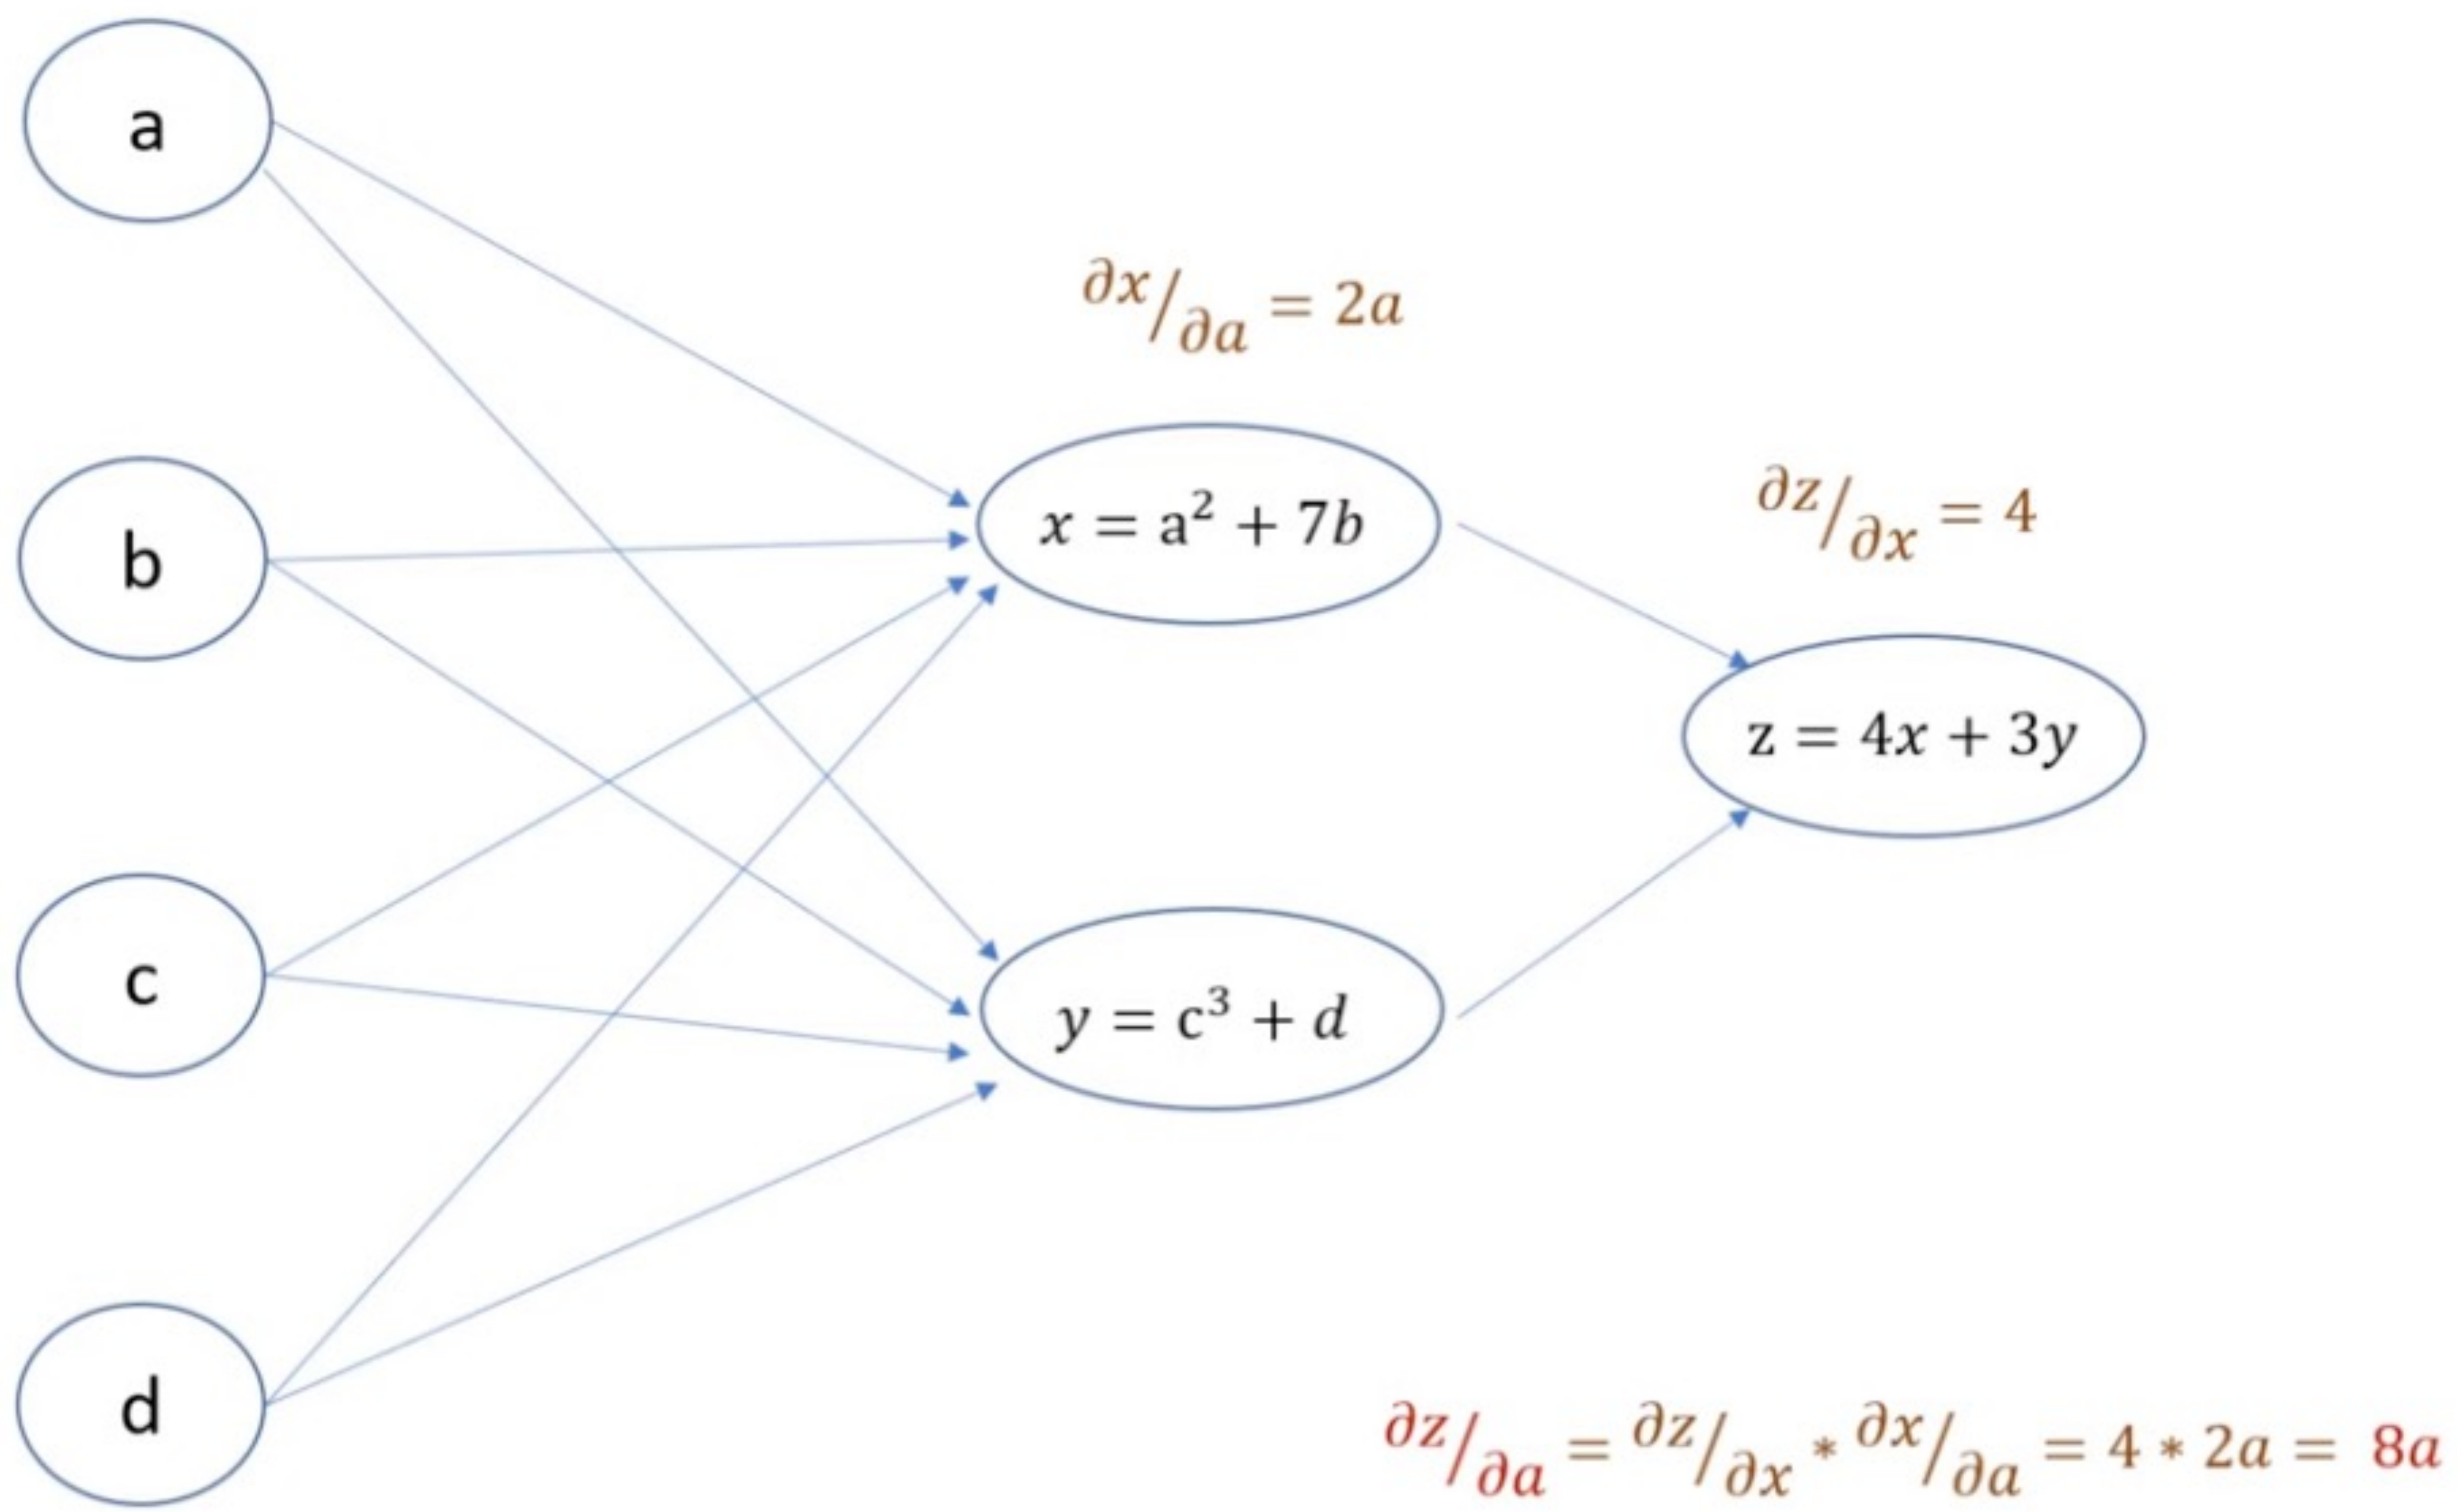 a
∂x/∂a = 2a
∂z/∂x = 4
x = a² + 7b
b
z = 4x + 3y
c
y = c³ + d
d
∂z/∂a = ∂z/∂x * ∂x/∂a = 4 * 2a = 8a